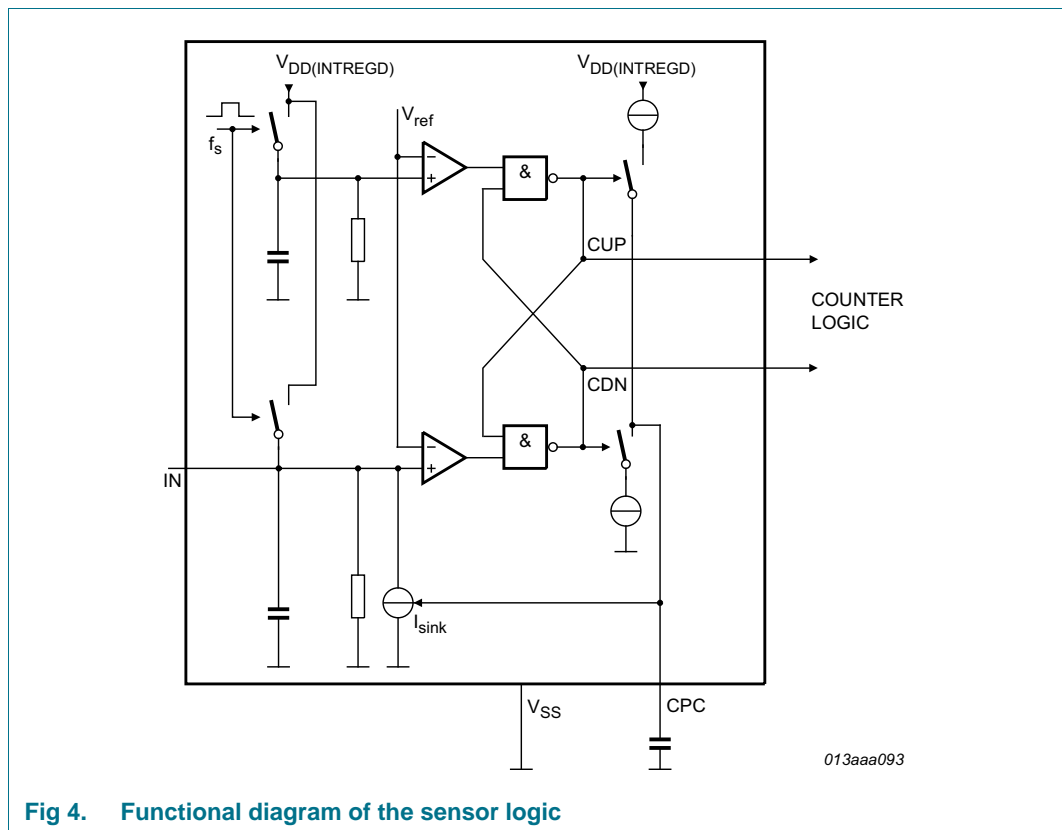 VDD(INTREGD)
VDD(INTREGD)
fs
Vref
−
+
&
CUP
COUNTER
LOGIC
CDN
−
+
&
IN
Isink
VSS
CPC
013aaa093
Fig 4. Functional diagram of the sensor logic